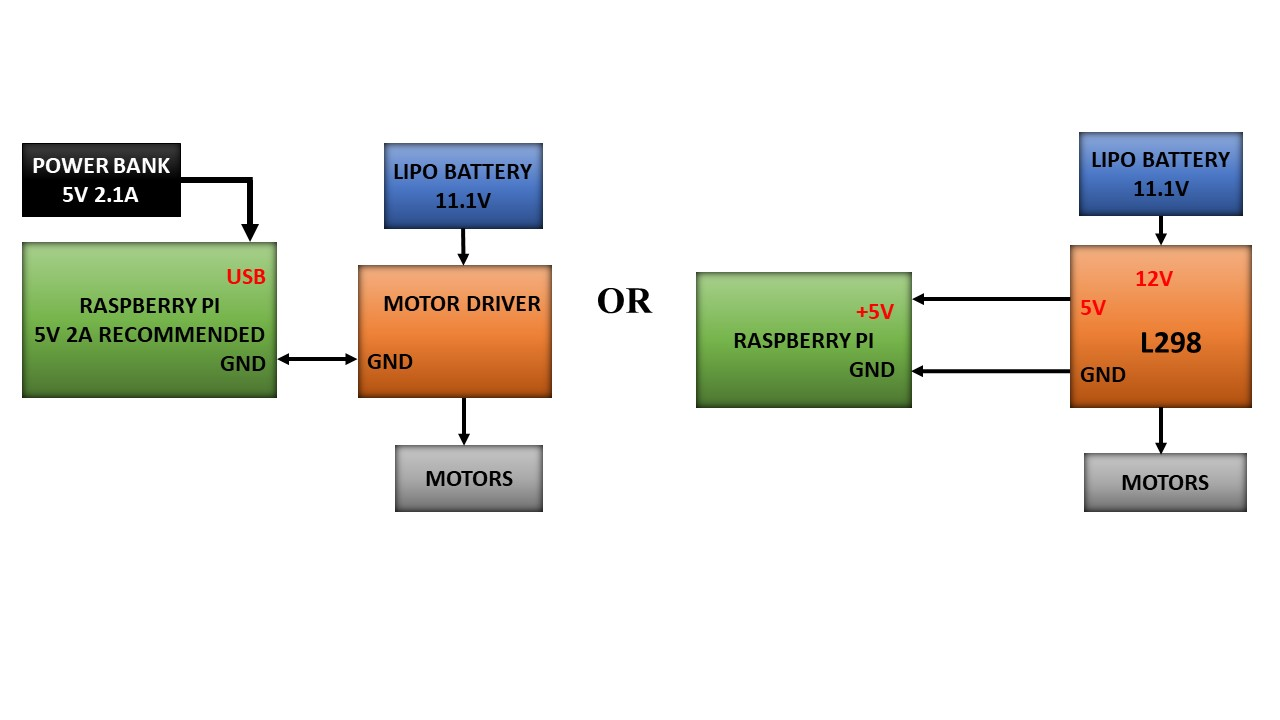 POWER BANK
5V 2.1A
USB
RASPBERRY PI
5V 2A RECOMMENDED
GND
LIPO BATTERY
11.1V
MOTOR DRIVER
GND
MOTORS
OR
+5V
RASPBERRY PI
GND
LIPO BATTERY
11.1V
12V
5V
L298
GND
MOTORS